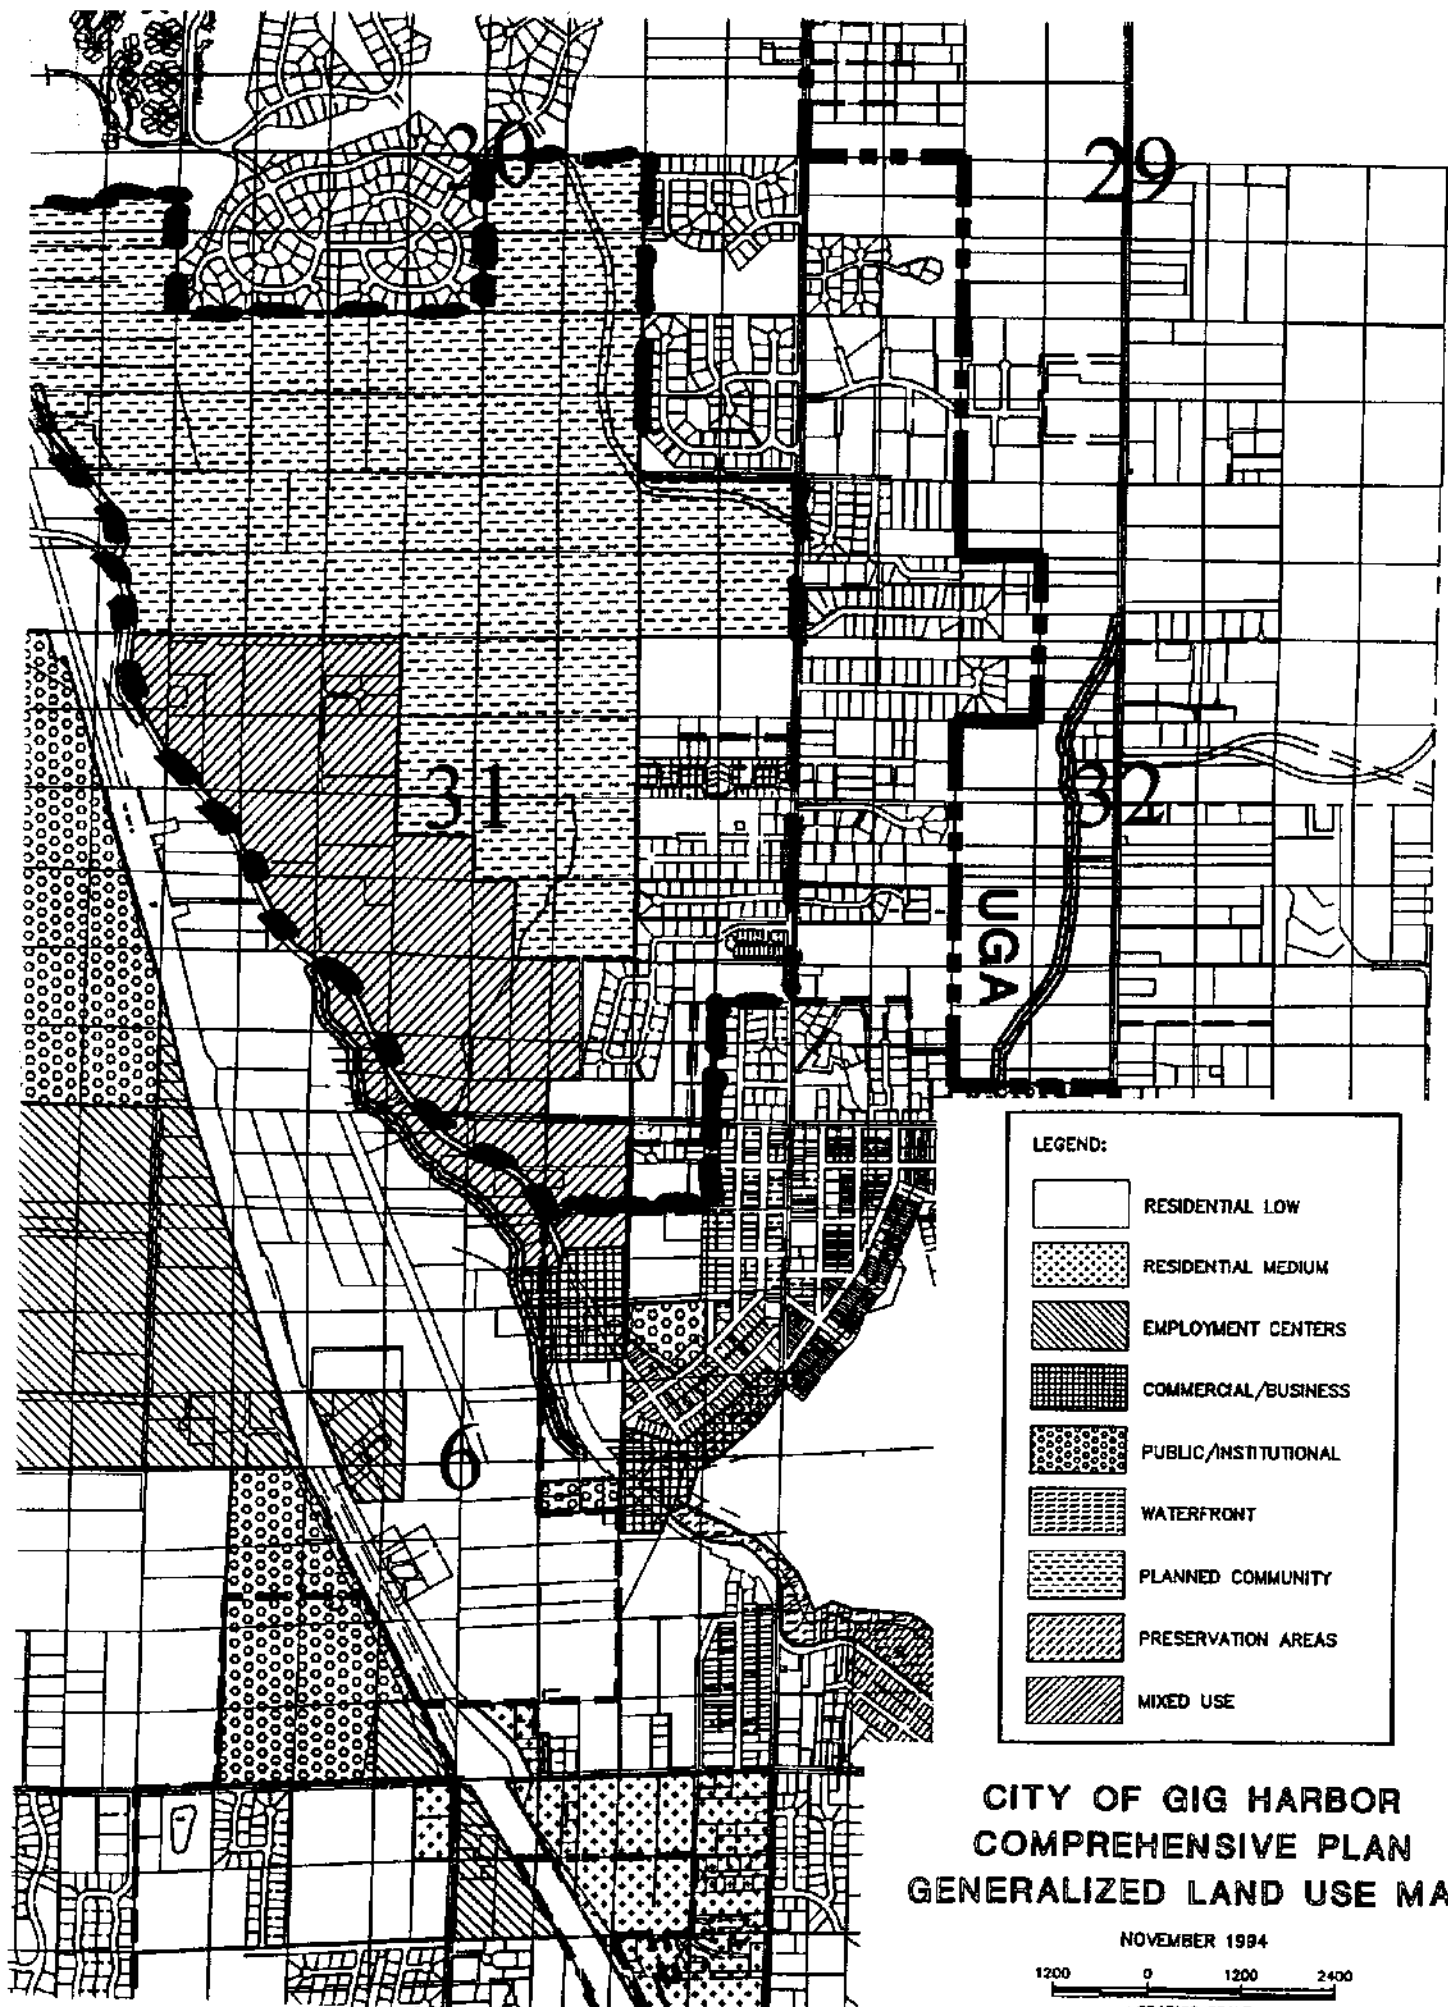 30
29
31
32
UGA
6
LEGEND:
RESIDENTIAL LOW
RESIDENTIAL MEDIUM
EMPLOYMENT CENTERS
COMMERCIAL/BUSINESS
PUBLIC/INSTITUTIONAL
WATERFRONT
PLANNED COMMUNITY
PRESERVATION AREAS
MIXED USE
CITY OF GIG HARBOR
COMPREHENSIVE PLAN
GENERALIZED LAND USE MA
NOVEMBER 1994
1200 0 1200 2400